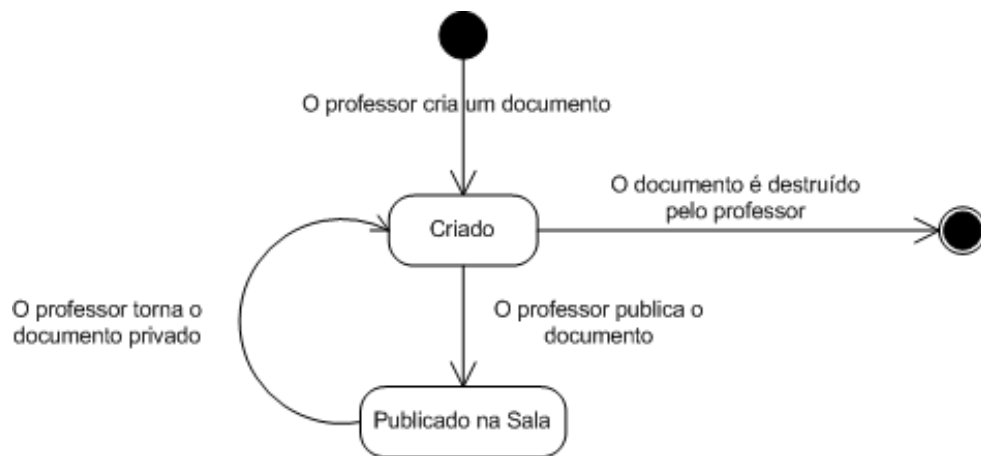 O professor cria um documento
O documento é destruído
pelo professor
Criado
O professor torna o
documento privado
O professor publica o
documento
Publicado na Sala